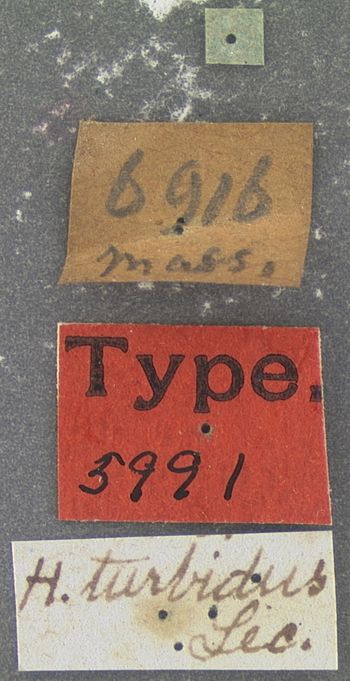 6916
mass.
Type.
5991
H. turbidus
Lec.